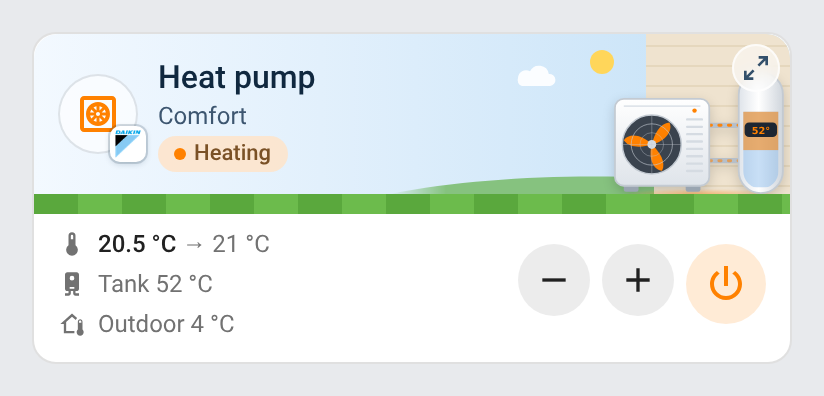 Heat pump
Comfort
DAIKIN
Heating
52°
20.5 °C → 21 °C
Tank 52 °C
Outdoor 4 °C